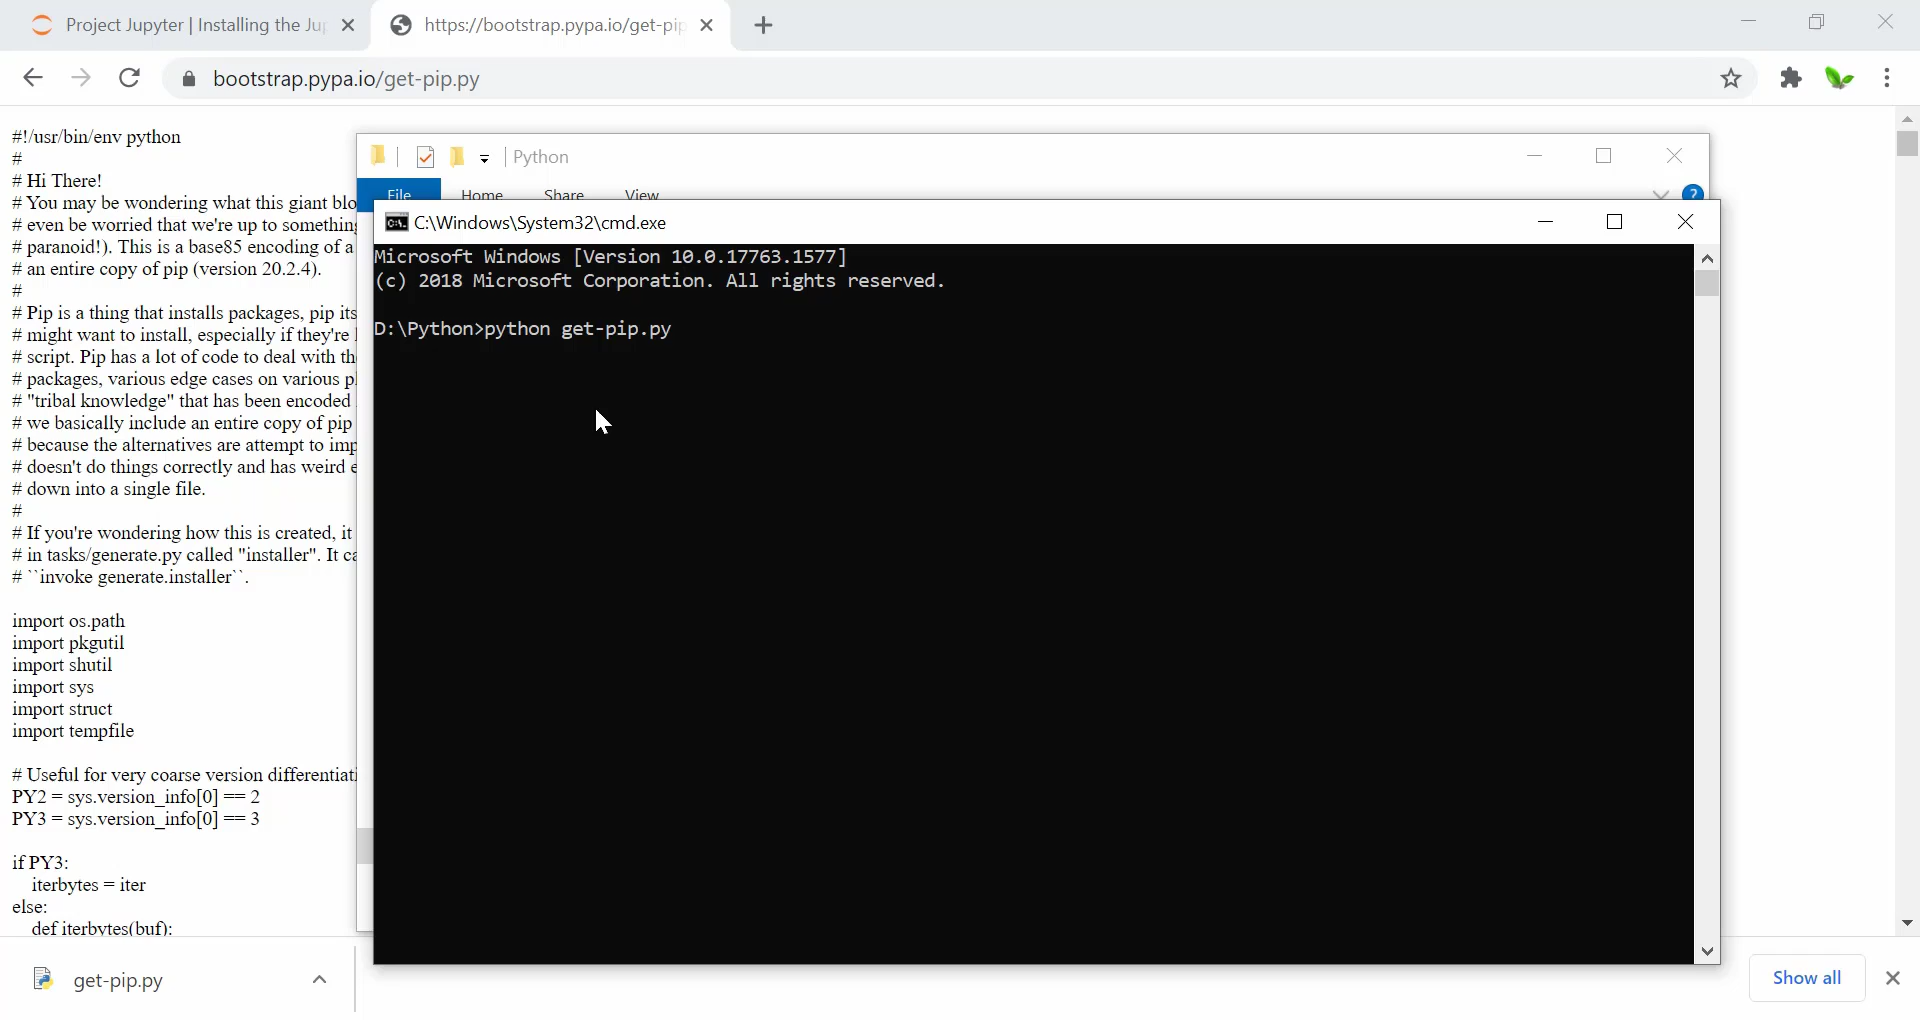 Project Jupyter | Installing the Ju
https://bootstrap.pypa.io/get-pip
bootstrap.pypa.io/get-pip.py
#!/usr/bin/env python
#
# Hi There!
# You may be wondering what this giant blo
# even be worried that we're up to something
# paranoid!). This is a base85 encoding of a
# an entire copy of pip (version 20.2.4).
#
# Pip is a thing that installs packages, pip its
# might want to install, especially if they're
# script. Pip has a lot of code to deal with the
# packages, various edge cases on various pl
# "tribal knowledge" that has been encoded
# we basically include an entire copy of pip
# because the alternatives are attempt to imp
# doesn't do things correctly and has weird e
# down into a single file.
#
# If you're wondering how this is created, it
# in tasks/generate.py called "installer". It ca
# ``invoke generate.installer``.
import os.path
import pkgutil
import shutil
import sys
import struct
import tempfile
# Useful for very coarse version differentiati
PY2 = sys.version_info[0] == 2
PY3 = sys.version_info[0] == 3
if PY3:
iterbytes = iter
else:
def iterbytes(buf):
Python
File Home Share View
C:\Windows\System32\cmd.exe
Microsoft Windows [Version 10.0.17763.1577]
(c) 2018 Microsoft Corporation. All rights reserved.
D:\Python>python get-pip.py
get-pip.py
Show all